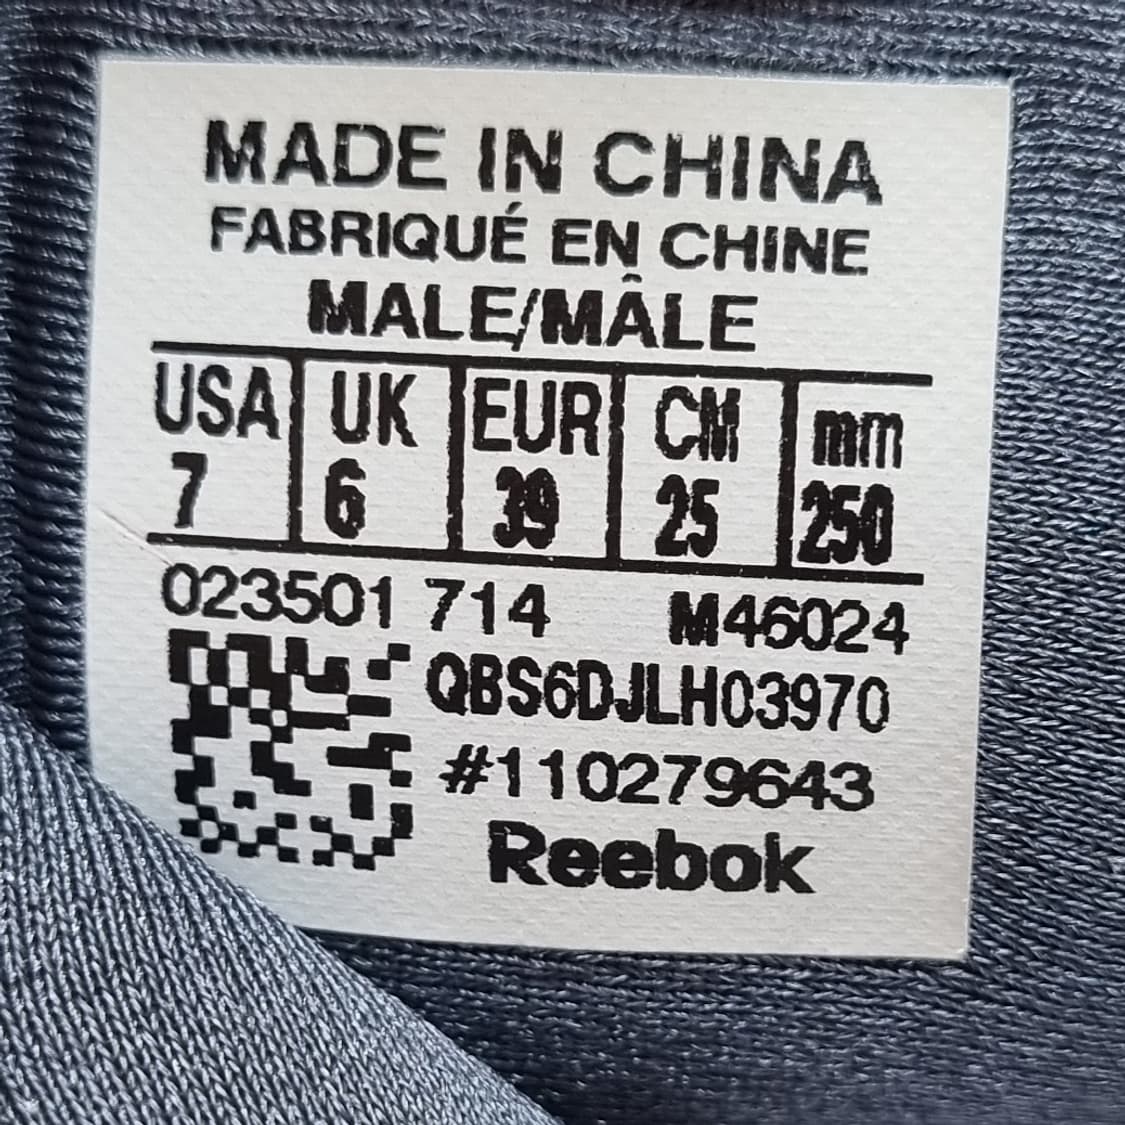 MADE IN CHINA
FABRIQUÉ EN CHINE
MALE/MÂLE
USA UK EUR CM mm
7 6 39 25 250
023501 714 M46024
QBS6DJLH03970
#110279643
Reebok